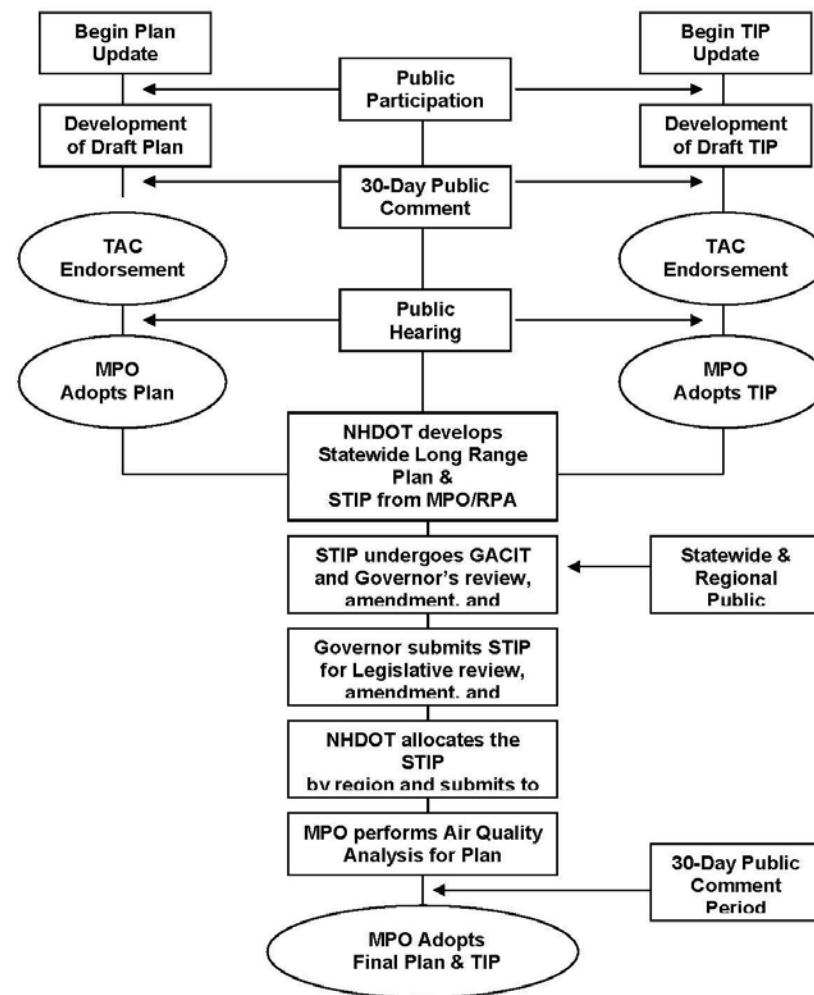 Begin Plan
Update
Begin TIP
Update
Public
Participation
Development
of Draft Plan
Development
of Draft TIP
30-Day Public
Comment
TAC
Endorsement
TAC
Endorsement
Public
Hearing
MPO
Adopts Plan
MPO
Adopts TIP
NHDOT develops
Statewide Long Range
Plan &
STIP from MPO/RPA
STIP undergoes GACIT
and Governor's review,
amendment, and
Statewide &
Regional
Public
Governor submits STIP
for Legislative review,
amendment, and
NHDOT allocates the
STIP
by region and submits to
MPO performs Air Quality
Analysis for Plan
30-Day Public
Comment
Period
MPO Adopts
Final Plan & TIP